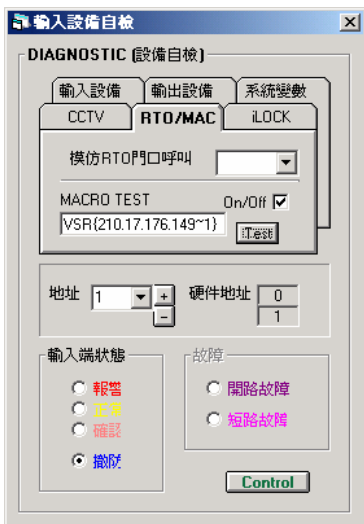 輸入設備自檢
DIAGNOSTIC (設備自檢)
輸入設備 輸出設備 系統變數
CCTV RTO/MAC iLOCK
模仿RTO門口呼叫
MACRO TEST On/Off
VSR{210.17.176.149~1} Test
地址 1 + - 硬件地址 0
1
輸入端狀態 故障
報警 開路故障
正常
確認 短路故障
撤防
Control